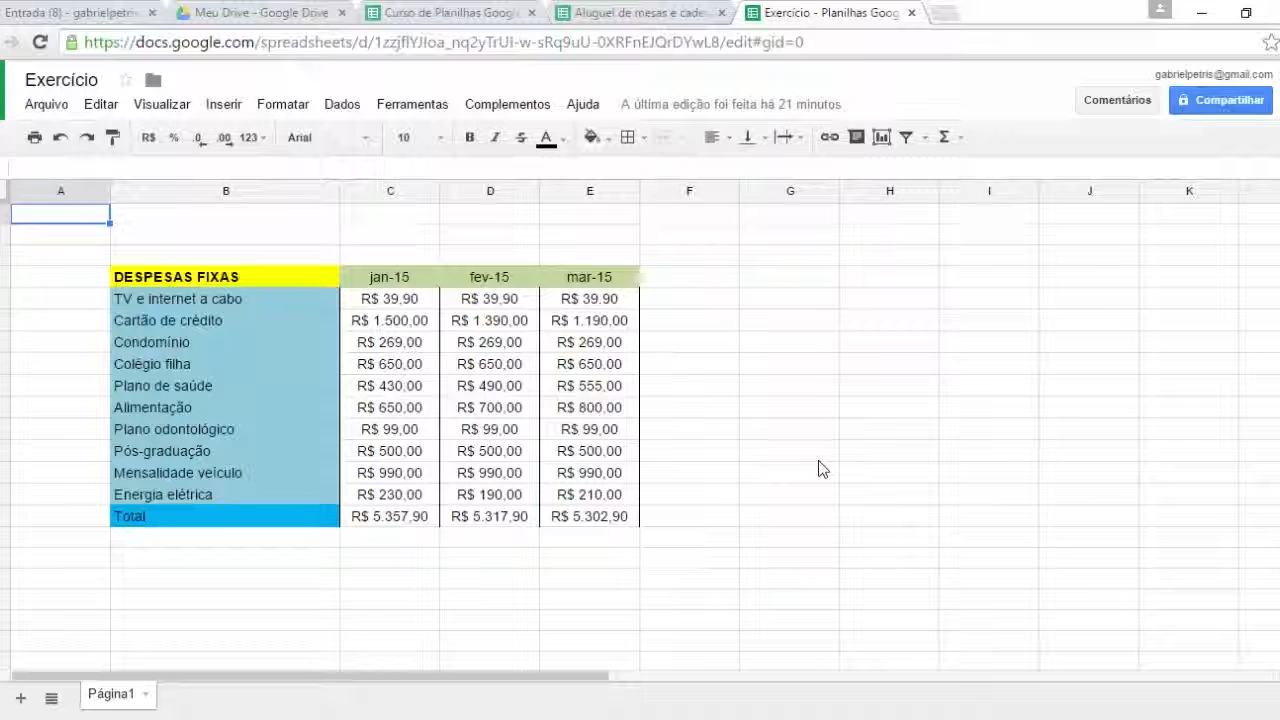 Entrada (8) - gabrielpetri
Meu Drive - Google Drive
Curso de Planilhas Googl
Aluguel de mesas e cade
Exercício - Planilhas Goog
https://docs.google.com/spreadsheets/d/
/edit#gid=0
Exercício
gabrielpetris@gmail.com
Arquivo Editar Visualizar Inserir Formatar Dados Ferramentas Complementos Ajuda A última edição foi feita há 21 minutos
Comentários
Compartilhar
R$ % .0 .00 123 Arial 10 B I S A Σ
A B C D E F G H I J K
DESPESAS FIXAS jan-15 fev-15 mar-15
TV e internet a cabo R$ 39,90 R$ 39,90 R$ 39,90
Cartão de crédito R$ 1.500,00 R$ 1.390,00 R$ 1.190,00
Condomínio R$ 269,00 R$ 269,00 R$ 269,00
Colégio filha R$ 650,00 R$ 650,00 R$ 650,00
Plano de saúde R$ 430,00 R$ 490,00 R$ 555,00
Alimentação R$ 650,00 R$ 700,00 R$ 800,00
Plano odontológico R$ 99,00 R$ 99,00 R$ 99,00
Pós-graduação R$ 500,00 R$ 500,00 R$ 500,00
Mensalidade veículo R$ 990,00 R$ 990,00 R$ 990,00
Energia elétrica R$ 230,00 R$ 190,00 R$ 210,00
Total R$ 5.357,90 R$ 5.317,90 R$ 5.302,90
Página1